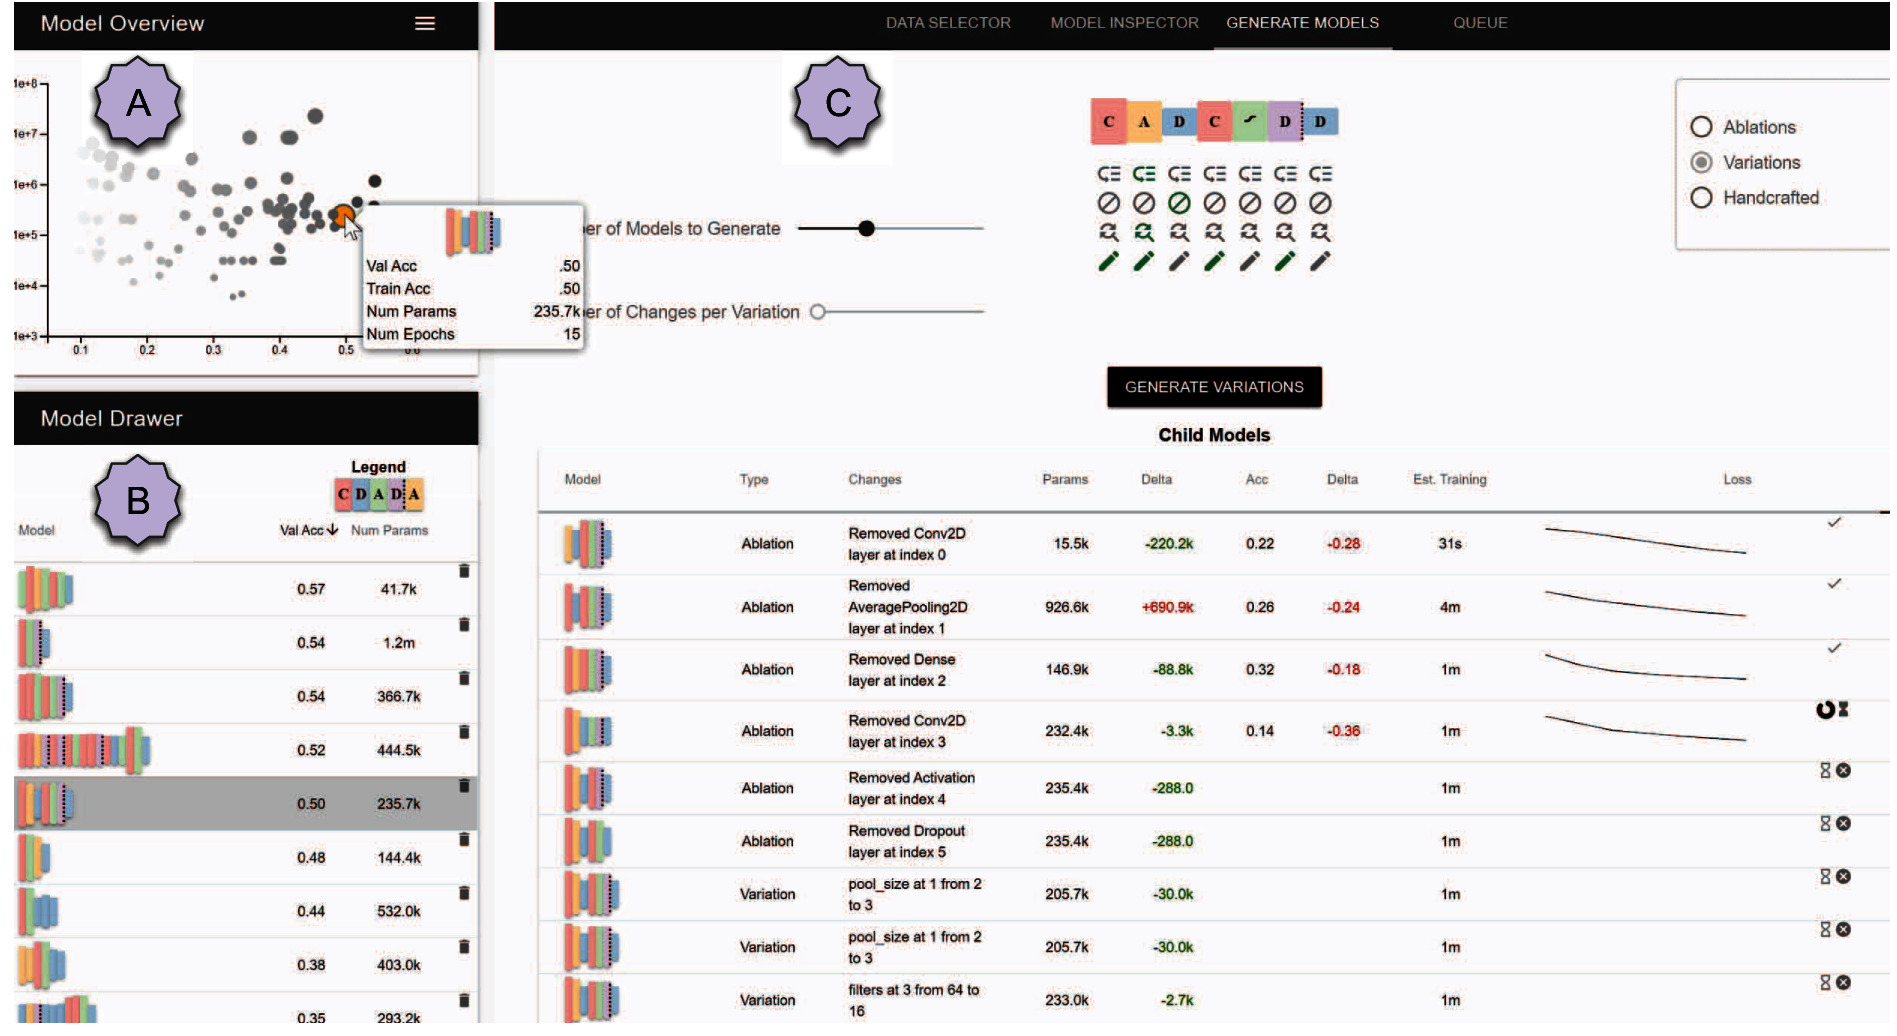 Model Overview
DATA SELECTOR
MODEL INSPECTOR
GENERATE MODELS
QUEUE
A
1e+8
1e+7
1e+6
1e+5
1e+4
1e+3
0.1 0.2 0.3 0.4 0.5
Val Acc .50
Train Acc .50
Num Params 235.7k
Num Epochs 15
Model Drawer
B
Legend
C D A D A
Model Val Acc Num Params
0.57 41.7k
0.54 1.2m
0.54 366.7k
0.52 444.5k
0.50 235.7k
0.48 144.4k
0.44 532.0k
0.38 403.0k
0.35 293.2k
C
C A D C D D
of Models to Generate
of Changes per Variation
Ablations
Variations
Handcrafted
GENERATE VARIATIONS
Child Models
Model Type Changes Params Delta Acc Delta Est. Training Loss
Ablation Removed Conv2D layer at index 0 15.5k -220.2k 0.22 -0.28 31s
Ablation Removed AveragePooling2D layer at index 1 926.6k +690.9k 0.26 -0.24 4m
Ablation Removed Dense layer at index 2 146.9k -88.8k 0.32 -0.18 1m
Ablation Removed Conv2D layer at index 3 232.4k -3.3k 0.14 -0.36 1m
Ablation Removed Activation layer at index 4 235.4k -288.0 1m
Ablation Removed Dropout layer at index 5 235.4k -288.0 1m
Variation pool_size at 1 from 2 to 3 205.7k -30.0k 1m
Variation pool_size at 1 from 2 to 3 205.7k -30.0k 1m
Variation filters at 3 from 64 to 16 233.0k -2.7k 1m